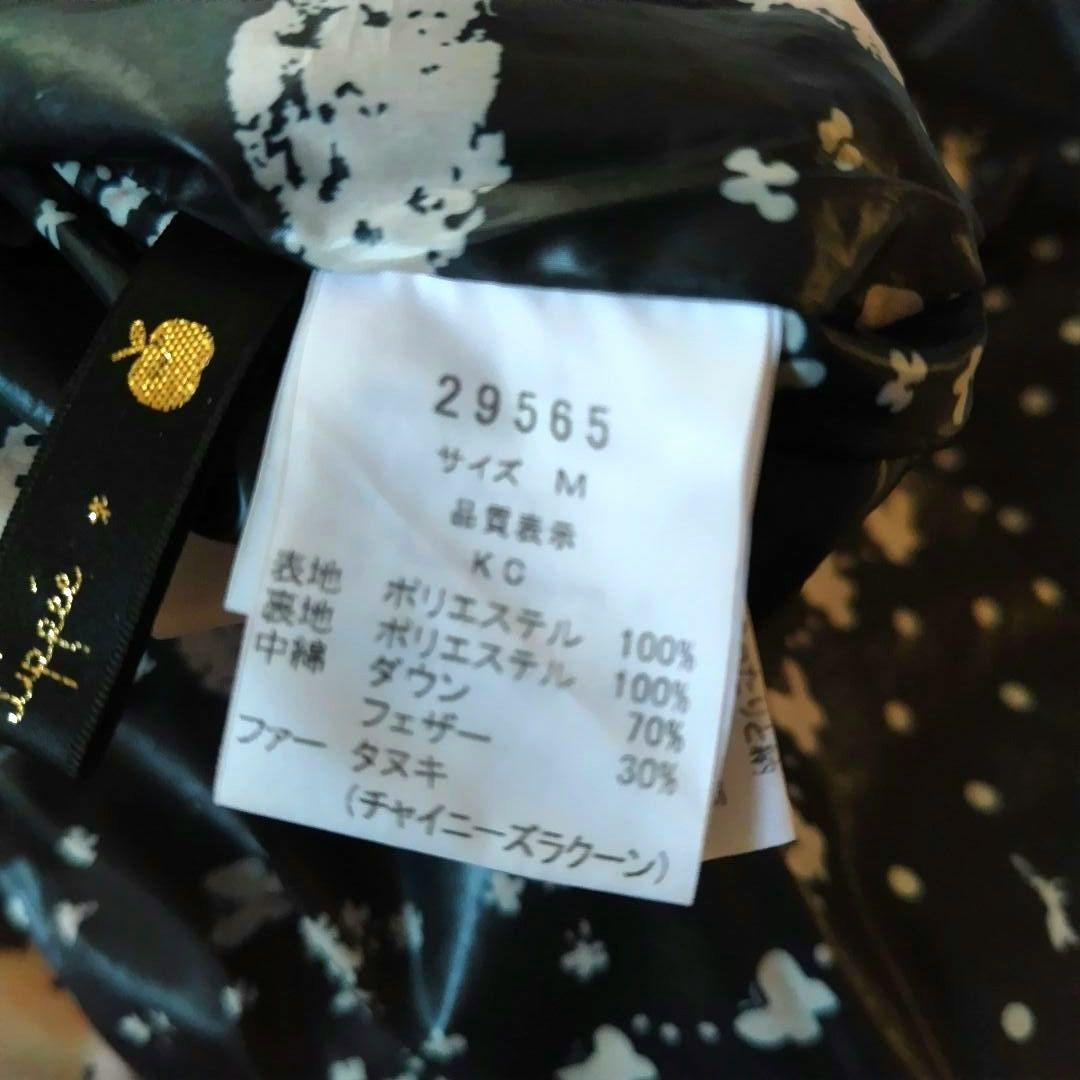 29565
サイズ M
品質表示
KC
表地 ポリエステル 100%
裏地 ポリエステル 100%
中綿 ダウン 70%
フェザー 30%
ファー タヌキ
(チャイニーズラクーン)